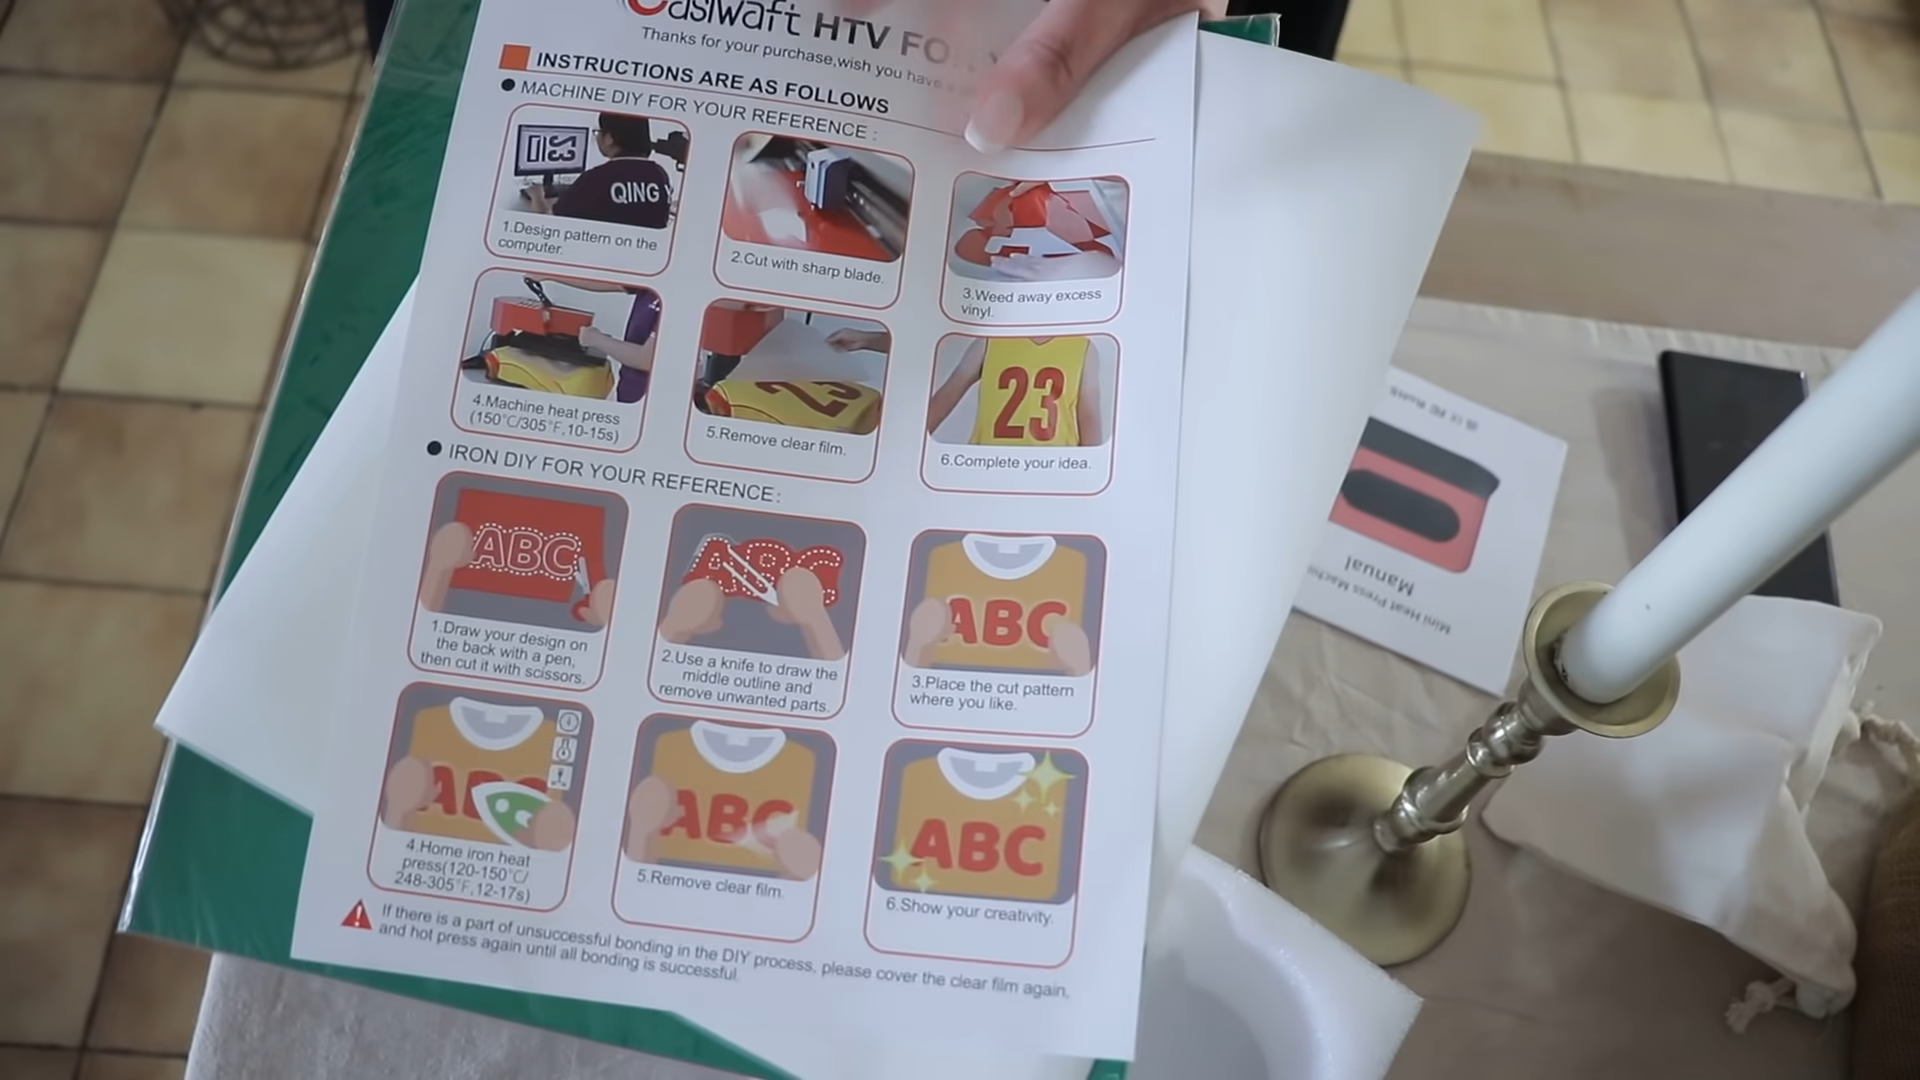 easiwaft HTV FO
Thanks for your purchase,wish you have
INSTRUCTIONS ARE AS FOLLOWS
MACHINE DIY FOR YOUR REFERENCE :
QING
1.Design pattern on the
computer.
2.Cut with sharp blade.
3.Weed away excess
vinyl.
4.Machine heat press
(150°C/305°F,10-15s)
23
5.Remove clear film.
23
6.Complete your idea.
IRON DIY FOR YOUR REFERENCE:
ABC
1.Draw your design on
the back with a pen,
then cut it with scissors.
ABC
2.Use a knife to draw the
middle outline and
remove unwanted parts.
ABC
3.Place the cut pattern
where you like.
4.Home iron heat
press(120-150°C/
248-305°F,12-17s)
ABC
5.Remove clear film.
ABC
6.Show your creativity.
If there is a part of unsuccessful bonding in the DIY process, please cover the clear film again,
and hot press again until all bonding is successful.
Manual
Mini Heat Press Machin